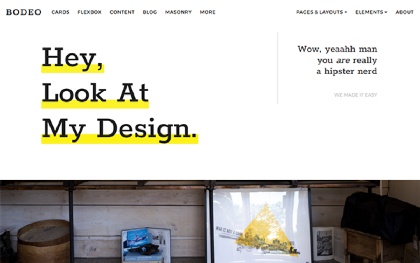 BODEO CARDS FLEXBOX CONTENT BLOG MASONRY MORE PAGES & LAYOUTS ELEMENTS ABOUT
Hey,
Look At
My Design.
Wow, yeaahh man
you are really
a hipster nerd
WE MADE IT EASY